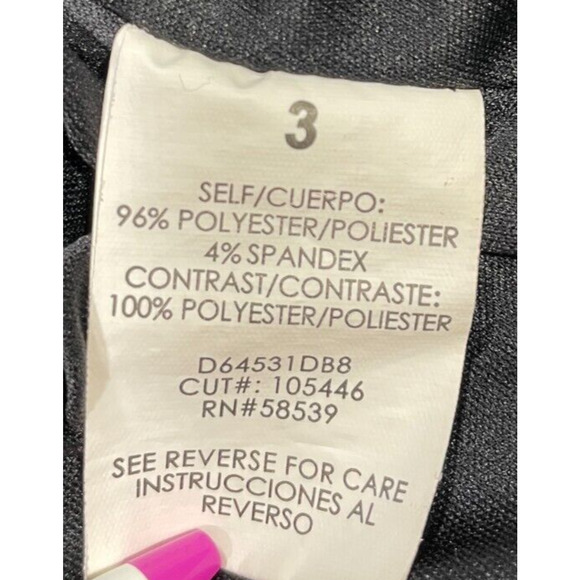 3
SELF/CUERPO:
96% POLYESTER/POLIESTER
4% SPANDEX
CONTRAST/CONTRASTE:
100% POLYESTER/POLIESTER
D64531DB8
CUT#: 105446
RN#58539
SEE REVERSE FOR CARE
INSTRUCCIONES AL
REVERSO